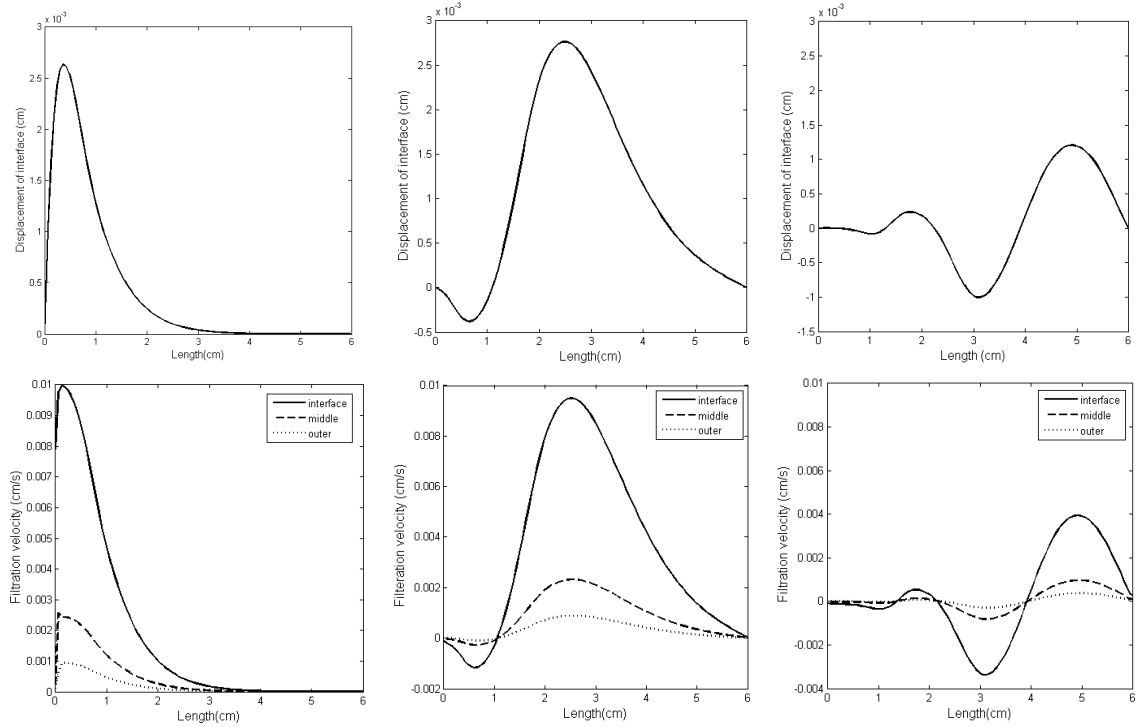 x 10⁻³
3
2.5
2
1.5
1
0.5
0
0 1 2 3 4 5 6
Displacement of interface (cm)
Length(cm)
x 10⁻³
3
2.5
2
1.5
1
0.5
0
-0.5
0 1 2 3 4 5 6
Displacement of interface (cm)
Length(cm)
x 10⁻³
3
2.5
2
1.5
1
0.5
0
-0.5
-1
-1.5
0 1 2 3 4 5 6
Displacement of interface (cm)
Length (cm)
0.01
0.009
0.008
0.007
0.006
0.005
0.004
0.003
0.002
0.001
0
0 1 2 3 4 5 6
Filtration velocity (cm/s)
Length(cm)
interface
middle
outer
0.01
0.008
0.006
0.004
0.002
0
-0.002
0 1 2 3 4 5 6
Filteration velocity (cm/s)
Length(cm)
interface
middle
outer
0.01
0.008
0.006
0.004
0.002
0
-0.002
-0.004
0 1 2 3 4 5 6
Filtration velocity (cm/s)
Length(cm)
interface
middle
outer